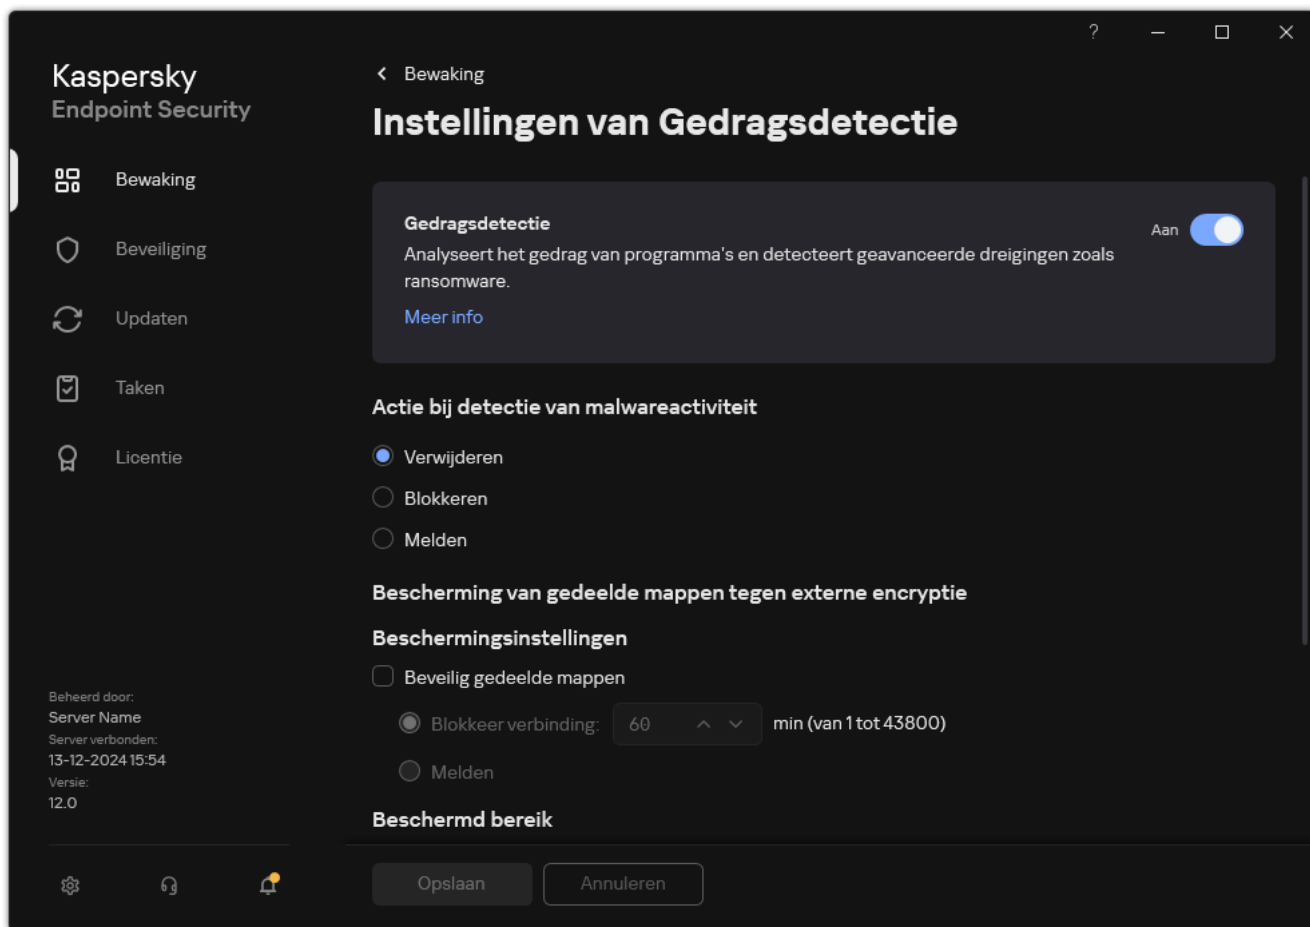 ?
Kaspersky
Endpoint Security
Bewaking
Beveiliging
Updaten
Taken
Licentie
Beheerd door:
Server Name
Server verbonden:
13-12-2024 15:54
Versie:
12.0
Bewaking
Instellingen van Gedragsdetectie
Gedragsdetectie
Aan
Analyseert het gedrag van programma's en detecteert geavanceerde dreigingen zoals
ransomware.
Meer info
Actie bij detectie van malwareactiviteit
Verwijderen
Blokkeren
Melden
Bescherming van gedeelde mappen tegen externe encryptie
Beschermingsinstellingen
Beveilig gedeelde mappen
Blokkeer verbinding: 60 min (van 1 tot 43800)
Melden
Beschermd bereik
Opslaan Annuleren